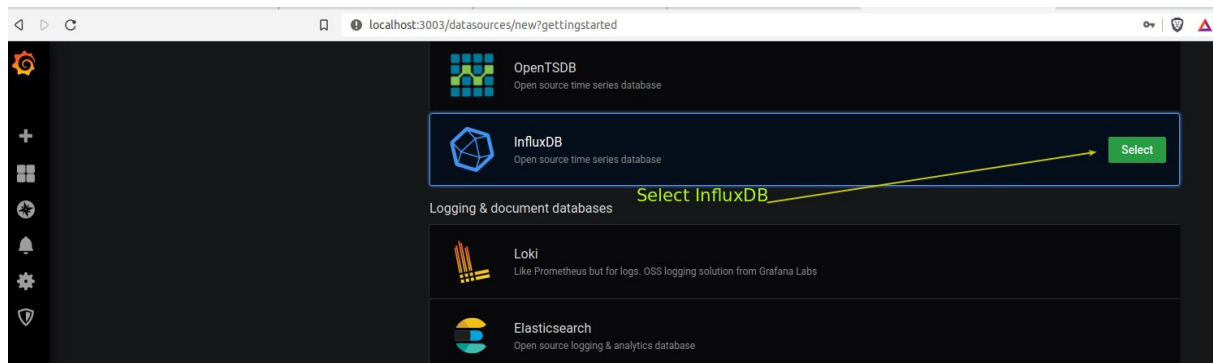 localhost:3003/datasources/new?gettingstarted
OpenTSDB
Open source time series database
InfluxDB
Open source time series database
Select
Select InfluxDB
Logging & document databases
Loki
Like Prometheus but for logs. OSS logging solution from Grafana Labs
Elasticsearch
Open source logging & analytics database